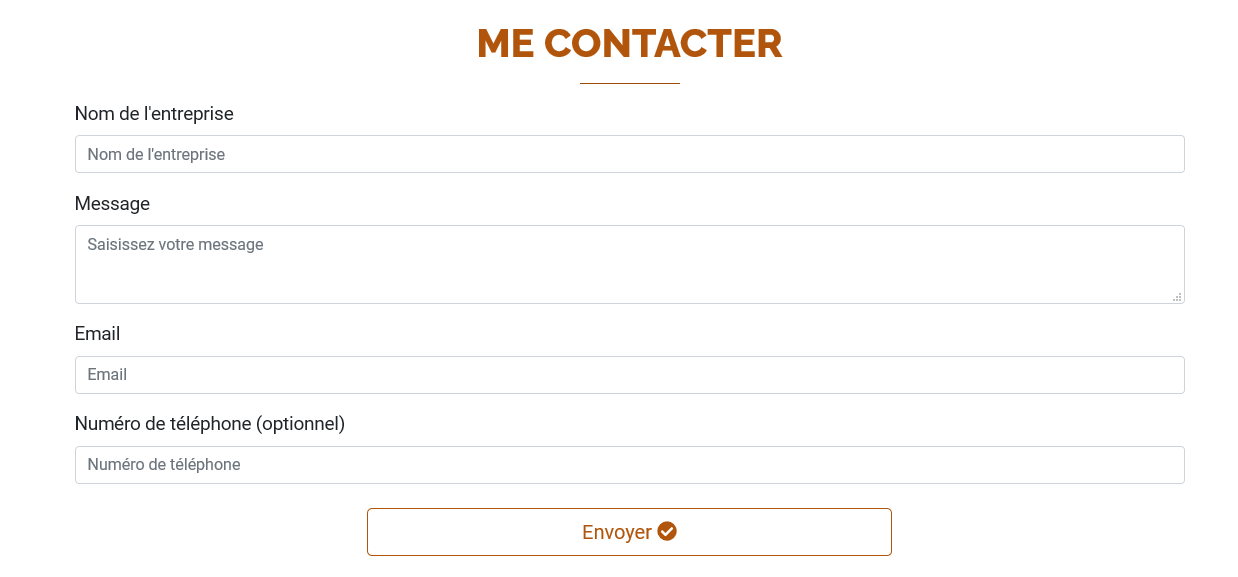 ME CONTACTER
Nom de l'entreprise
Nom de l'entreprise
Message
Saisissez votre message
Email
Email
Numéro de téléphone (optionnel)
Numéro de téléphone
Envoyer